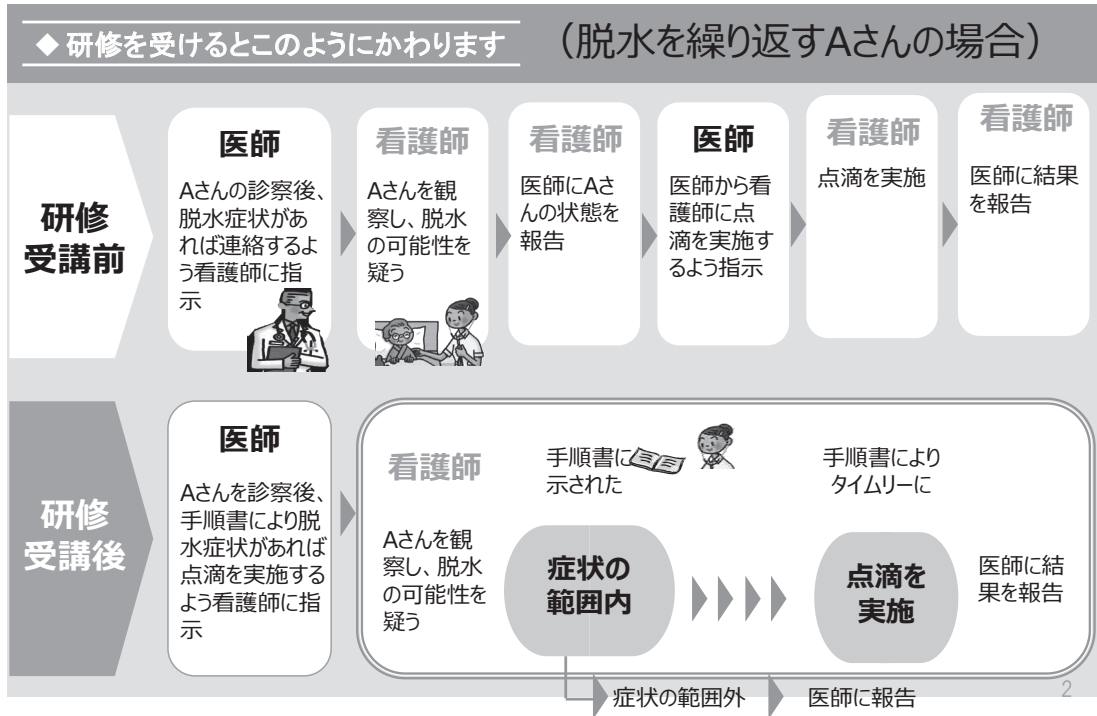 ◆ 研修を受けるとこのようにかわります
（脱水を繰り返すAさんの場合）
研修
受講前
医師
Aさんの診察後、
脱水症状があ
れば連絡するよ
う看護師に指
示
看護師
Aさんを観
察し、脱水
の可能性を
疑う
看護師
医師にAさ
んの状態を
報告
医師
医師から看
護師に点
滴を実施す
るよう指示
看護師
点滴を実施
看護師
医師に結果
を報告
研修
受講後
医師
Aさんを診察後、
手順書により脱
水症状があれば
点滴を実施する
よう看護師に指
示
看護師
Aさんを観
察し、脱水
の可能性を
疑う
手順書に
示された
症状の
範囲内
手順書により
タイムリーに
点滴を
実施
医師に結
果を報告
症状の範囲外
医師に報告
2